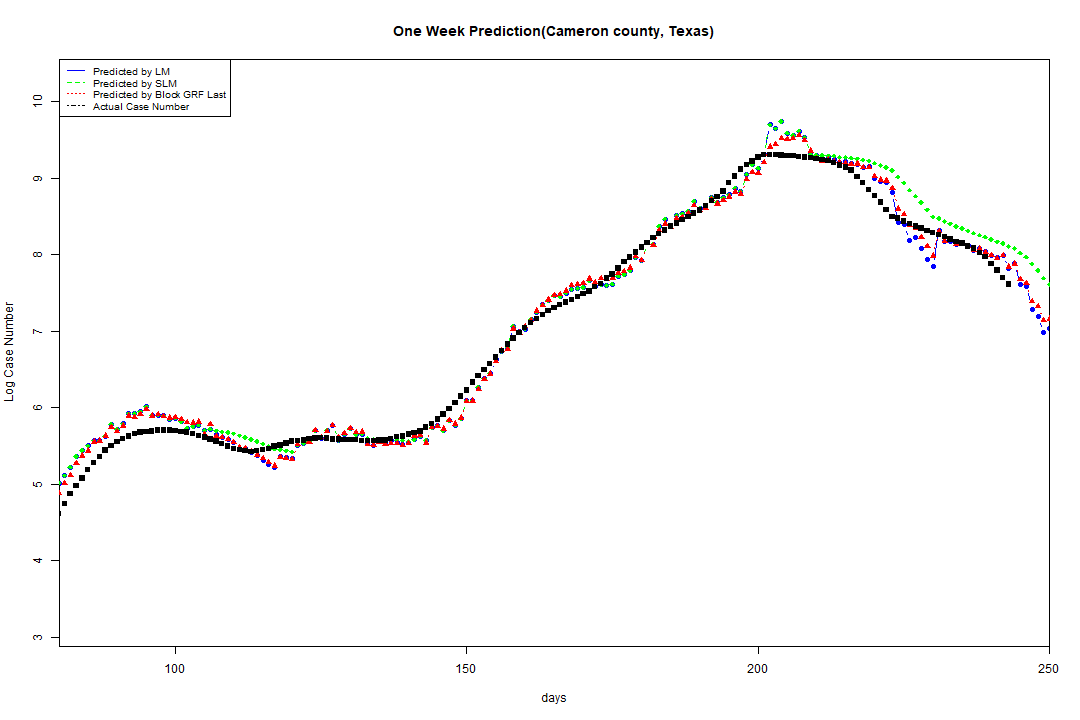 One Week Prediction(Cameron county, Texas)
Predicted by LM
Predicted by SLM
Predicted by Block GRF Last
Actual Case Number
10
9
8
7
6
5
4
3
Log Case Number
100 150 200 250
days